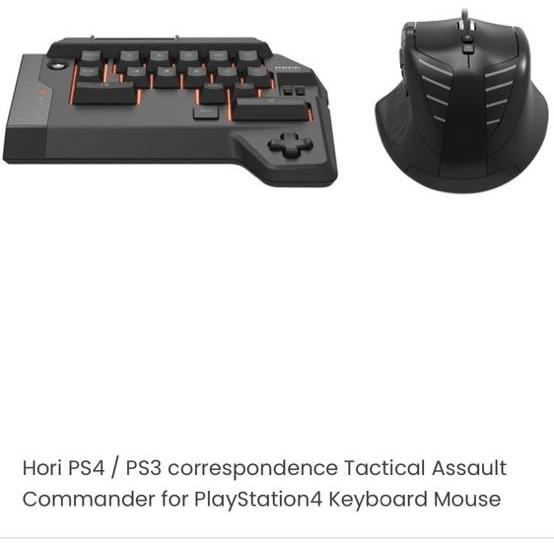 Hori PS4 / PS3 correspondence Tactical Assault
Commander for PlayStation4 Keyboard Mouse